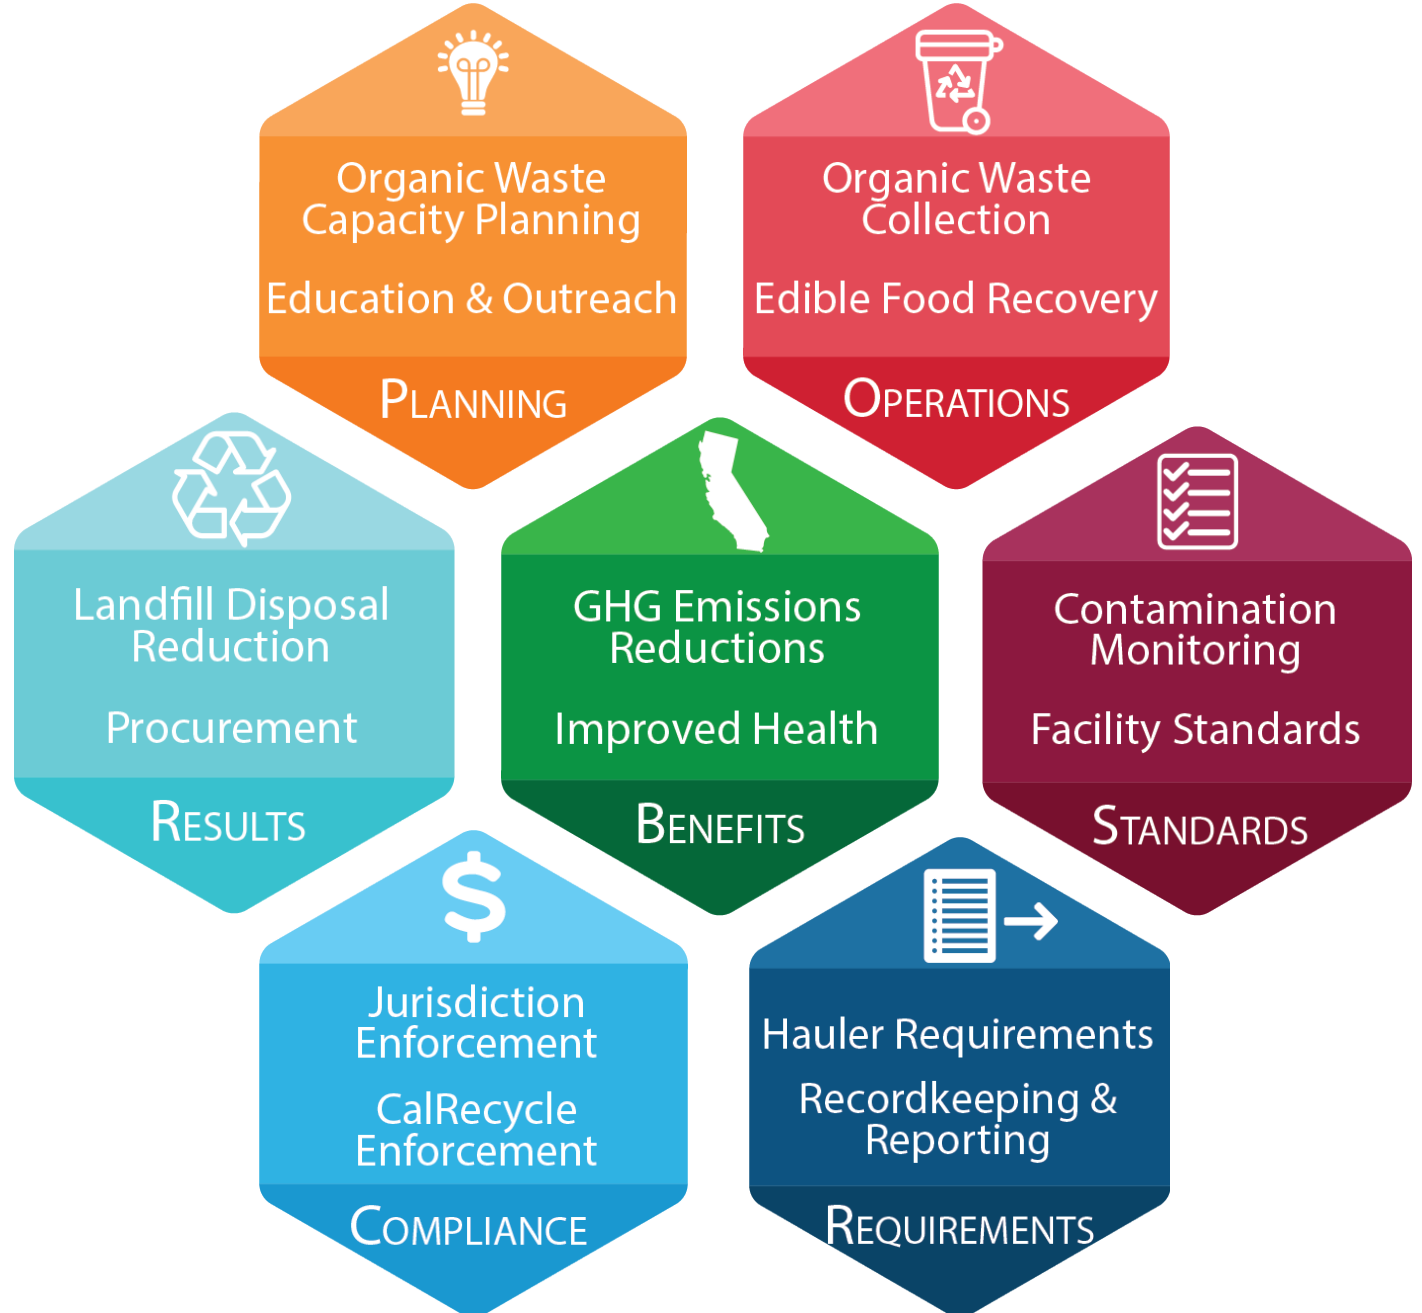 Organic Waste
Capacity Planning
Education & Outreach
PLANNING
Organic Waste
Collection
Edible Food Recovery
OPERATIONS
Landfill Disposal
Reduction
Procurement
RESULTS
GHG Emissions
Reductions
Improved Health
BENEFITS
Contamination
Monitoring
Facility Standards
STANDARDS
Jurisdiction
Enforcement
CalRecycle
Enforcement
COMPLIANCE
Hauler Requirements
Recordkeeping &
Reporting
REQUIREMENTS